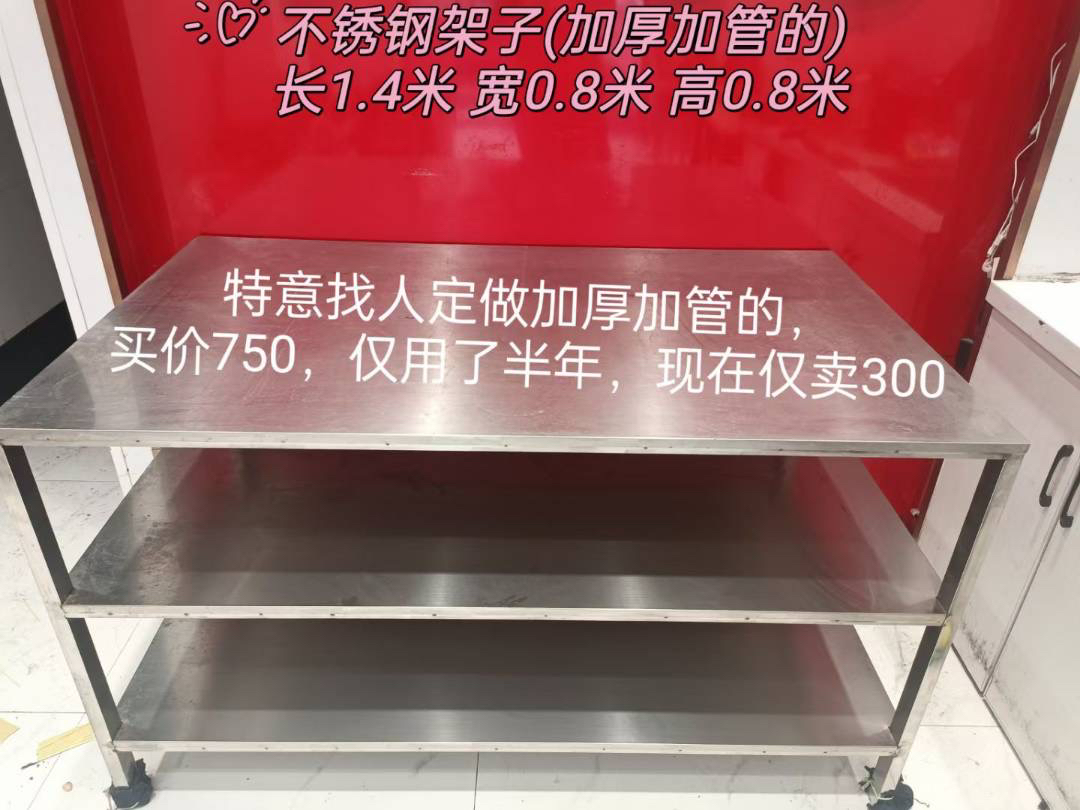 不锈钢架子(加厚加管的)
长1.4米 宽0.8米 高0.8米
特意找人定做加厚加管的，
买价750，仅用了半年，现在仅卖300